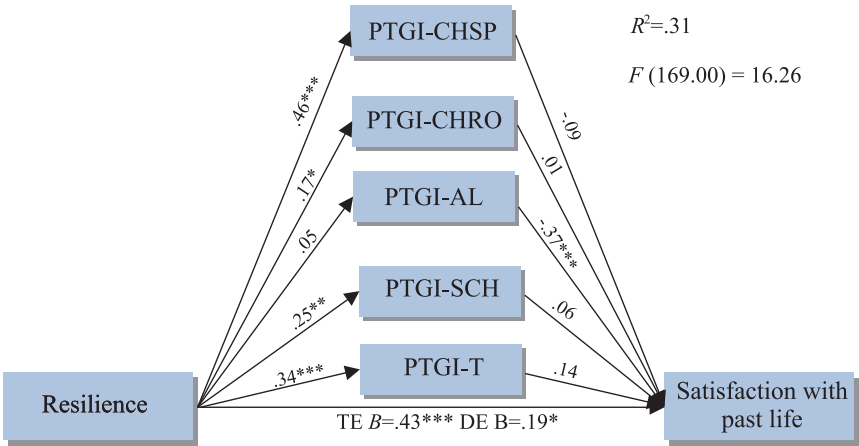 PTGI-CHSP
R²=.31
F (169.00) = 16.26
.46***
-.09
PTGI-CHRO
.17*
.01
PTGI-AL
.05
-.37***
PTGI-SCH
.25**
.06
PTGI-T
.34***
.14
Resilience
Satisfaction with
past life
TE B=.43*** DE B=.19*